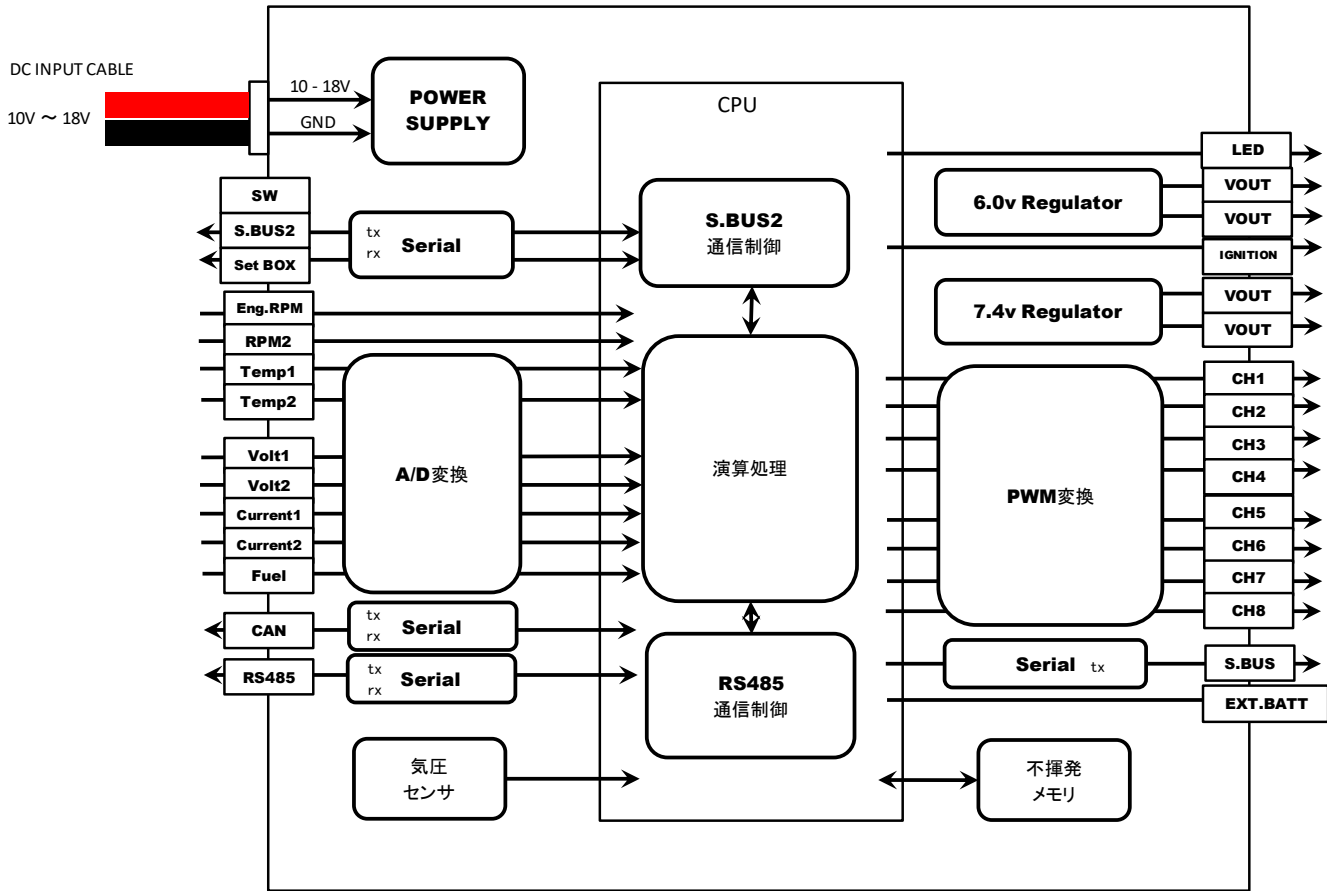 DC INPUT CABLE
10V ～ 18V
10 - 18V
GND
POWER
SUPPLY
CPU
SW
S.BUS2
Set BOX
tx
rx
Serial
S.BUS2
通信制御
Eng.RPM
RPM2
Temp1
Temp2
Volt1
Volt2
Current1
Current2
Fuel
A/D変換
演算処理
CAN
tx
rx
Serial
RS485
tx
rx
Serial
RS485
通信制御
気圧
センサ
LED
6.0v Regulator
VOUT
VOUT
IGNITION
7.4v Regulator
VOUT
VOUT
PWM変換
CH1
CH2
CH3
CH4
CH5
CH6
CH7
CH8
Serial tx
S.BUS
EXT.BATT
不揮発
メモリ